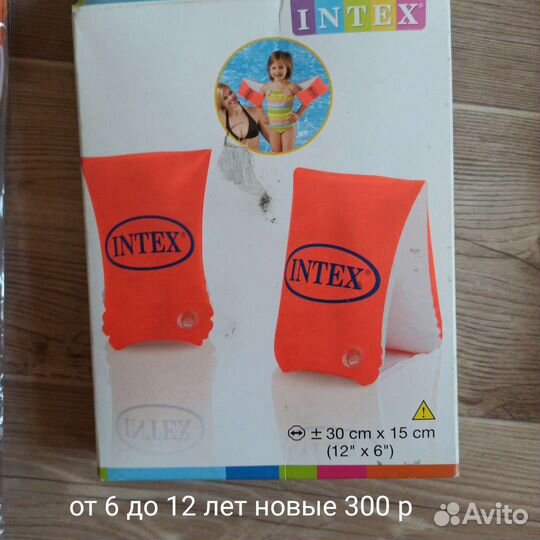 INTEX®
INTEX®
INTEX®
INTEX
± 30 cm x 15 cm
(12" x 6")
от 6 до 12 лет новые 300 р
Avito